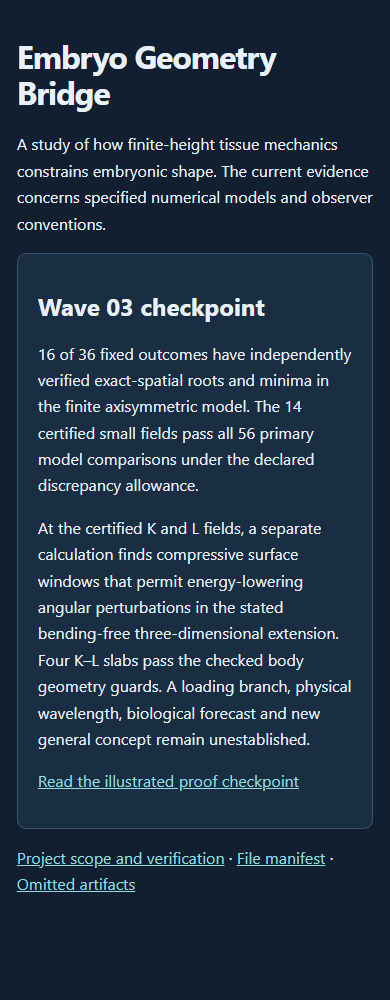 Embryo Geometry
Bridge
A study of how finite-height tissue mechanics
constrains embryonic shape. The current evidence
concerns specified numerical models and observer
conventions.
Wave 03 checkpoint
16 of 36 fixed outcomes have independently
verified exact-spatial roots and minima in
the finite axisymmetric model. The 14
certified small fields pass all 56 primary
model comparisons under the declared
discrepancy allowance.
At the certified K and L fields, a separate
calculation finds compressive surface
windows that permit energy-lowering
angular perturbations in the stated
bending-free three-dimensional extension.
Four K–L slabs pass the checked body
geometry guards. A loading branch, physical
wavelength, biological forecast and new
general concept remain unestablished.
Read the illustrated proof checkpoint
Project scope and verification · File manifest ·
Omitted artifacts